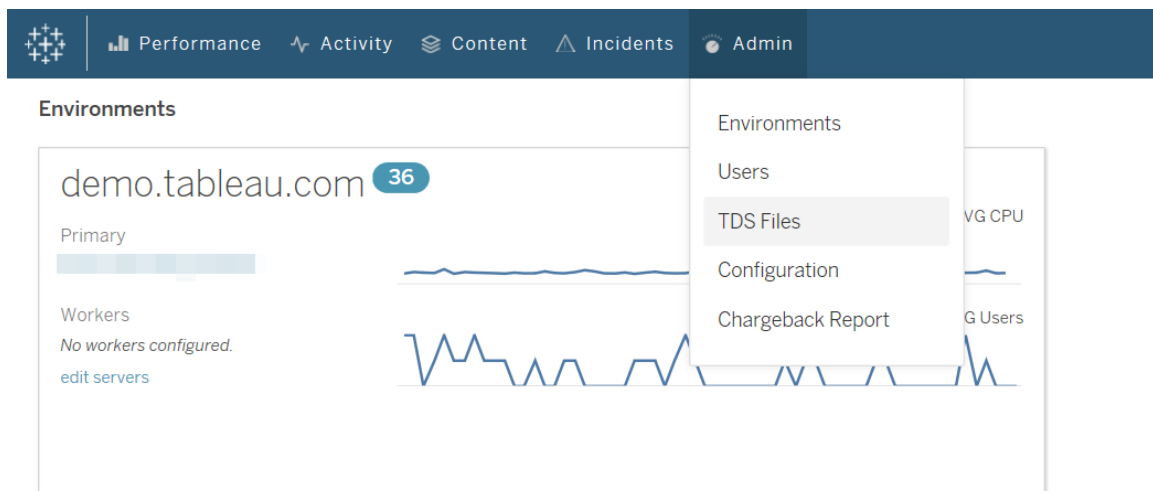 Performance Activity Content Incidents Admin
Environments
demo.tableau.com 36
Primary
Workers
No workers configured.
edit servers
Environments
Users
TDS Files
Configuration
Chargeback Report
VG CPU
G Users